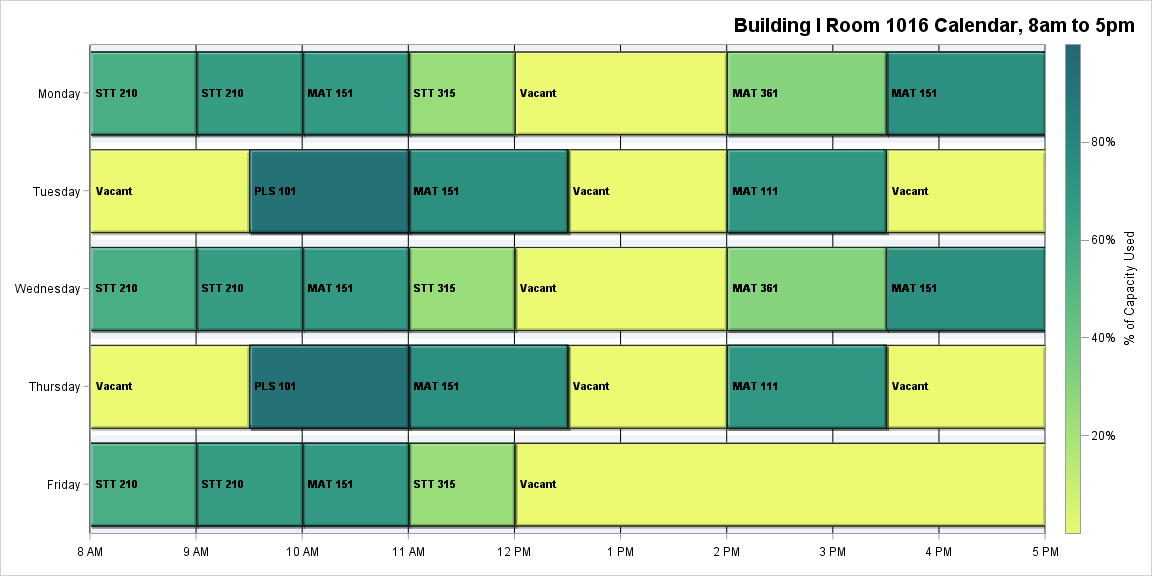 Building I Room 1016 Calendar, 8am to 5pm
Monday
STT 210
STT 210
MAT 151
STT 315
Vacant
MAT 361
MAT 151
Tuesday
Vacant
PLS 101
MAT 151
Vacant
MAT 111
Vacant
Wednesday
STT 210
STT 210
MAT 151
STT 315
Vacant
MAT 361
MAT 151
Thursday
Vacant
PLS 101
MAT 151
Vacant
MAT 111
Vacant
Friday
STT 210
STT 210
MAT 151
STT 315
Vacant
8 AM
9 AM
10 AM
11 AM
12 PM
1 PM
2 PM
3 PM
4 PM
5 PM
80%
60%
40%
20%
% of Capacity Used